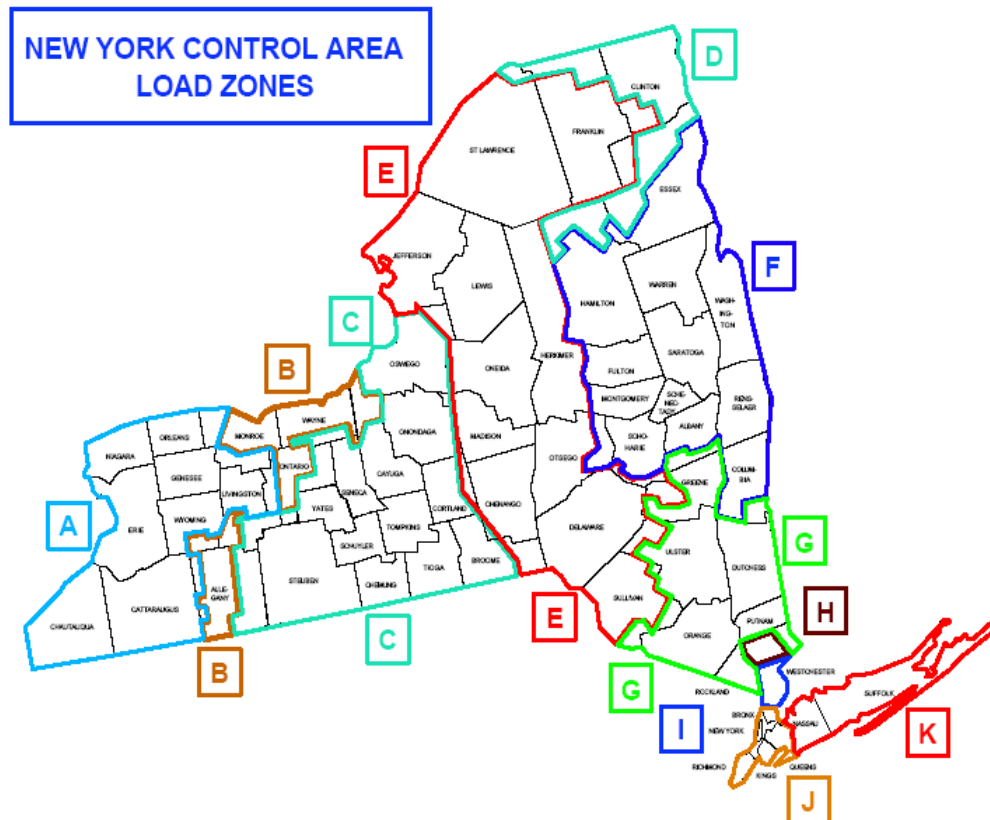 NEW YORK CONTROL AREA
LOAD ZONES
D
CLINTON
FRANKLIN
ST LAWRENCE
E
ESSEX
F
JEFFERSON
LEWIS
HAMILTON
WARREN
WASH-
ING-
TON
C
OSWEGO
ONEIDA
HERKIMER
SARATOGA
B
FULTON
MONTGOMERY
SCHE-
NEC-
TADY
RENS-
SELAER
WAYNE
MONROE
ORLEANS
NIAGARA
GENESSE
ONTARIO
ONONDAGA
MADISON
OTSEGO
SCHO-
HARIE
ALBANY
LIVINGSTON
CAYUGA
SENECA
YATES
CORTLAND
CHENANGO
GREENE
COLUM-
BIA
A
ERIE
WYOMING
TOMPKINS
DELAWARE
ULSTER
G
SCHUYLER
DUTCHESS
CATTARAUGUS
ALLE-
GANY
STEUBEN
CHEMUNG
TIOGA
BROOME
SULLIVAN
CHAUTAUQUA
B
C
E
ORANGE
PUTNAM
H
G
ROCKLAND
WESTCHESTER
I
BRONX
NEW YORK
NASSAU
SUFFOLK
K
RICHMOND
KINGS
QUEENS
J